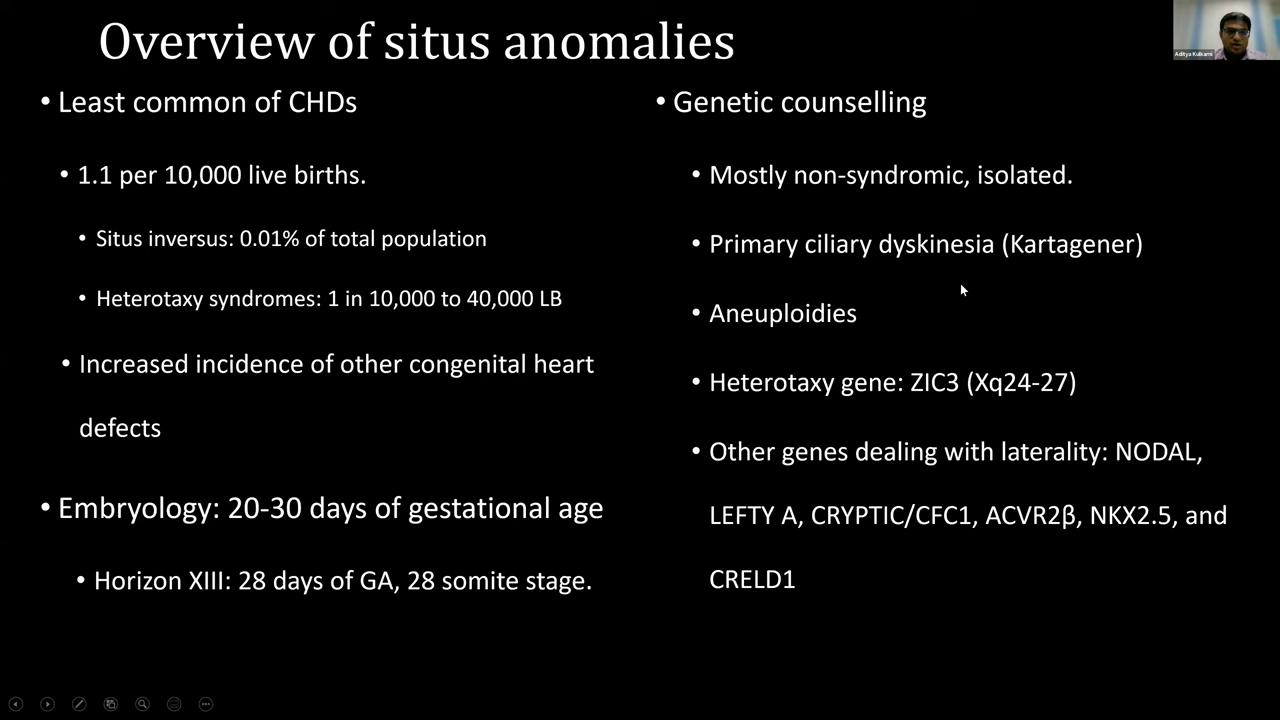 Overview of situs anomalies
Aditya Kulkarni
• Least common of CHDs
• 1.1 per 10,000 live births.
• Situs inversus: 0.01% of total population
• Heterotaxy syndromes: 1 in 10,000 to 40,000 LB
• Increased incidence of other congenital heart
defects
• Embryology: 20-30 days of gestational age
• Horizon XIII: 28 days of GA, 28 somite stage.
• Genetic counselling
• Mostly non-syndromic, isolated.
• Primary ciliary dyskinesia (Kartagener)
• Aneuploidies
• Heterotaxy gene: ZIC3 (Xq24-27)
• Other genes dealing with laterality: NODAL,
LEFTY A, CRYPTIC/CFC1, ACVR2β, NKX2.5, and
CRELD1